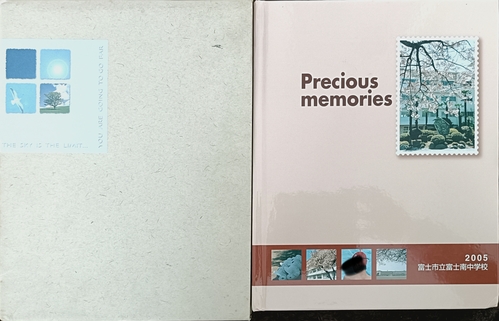 YOU ARE GOING TO GO FAR
THE SKY IS THE LIMIT...
Precious
memories
2005
富士市立富士南中学校